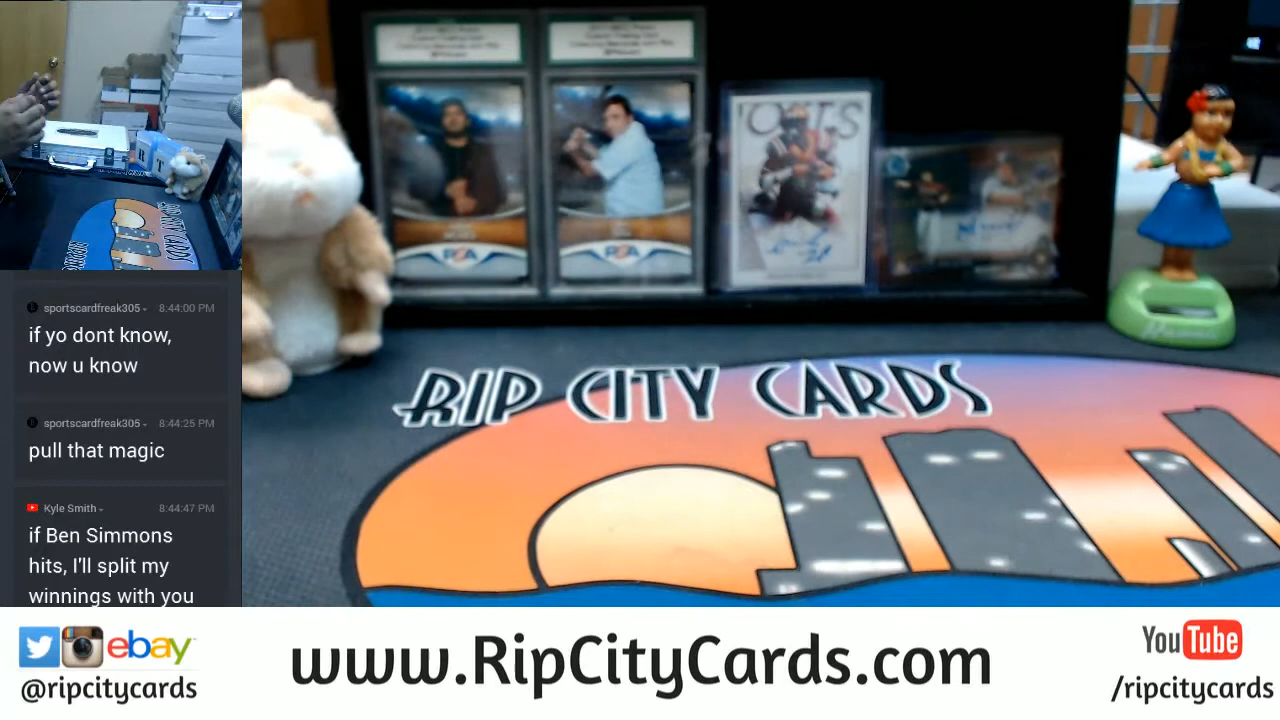 sportscardfreak305 8:44:00 PM
if yo dont know,
now u know
sportscardfreak305 8:44:25 PM
pull that magic
Kyle Smith 8:44:47 PM
if Ben Simmons
hits, I'll split my
winnings with you
RIP CITY CARDS
ebay
@ripcitycards
www.RipCityCards.com
YouTube
/ripcitycards